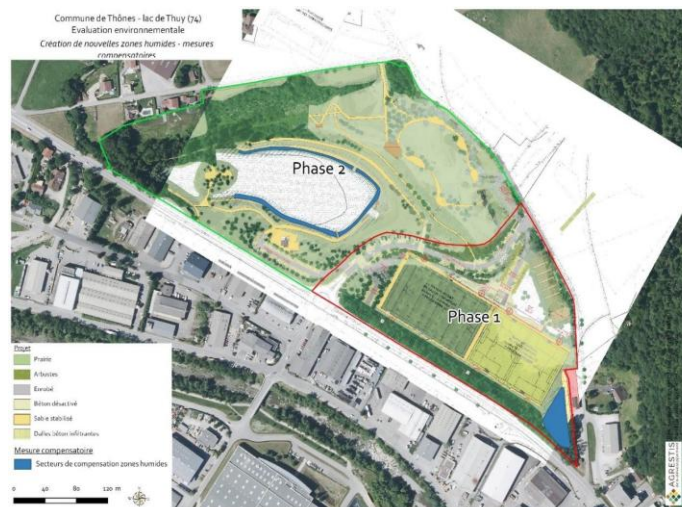 Commune de Thônes - lac de Thuy (74)
Evaluation environnementale
Création de nouvelles zones humides - mesures
compensatoires
Phase 2
Phase 1
Projet
Prairie
Arbustes
Enrobé
Béton désactivé
Sable stabilisé
Dalles béton infiltrantes
Mesure compensatoire
Secteurs de compensation zones humides
0 40 80 120 m
AGRESTIS